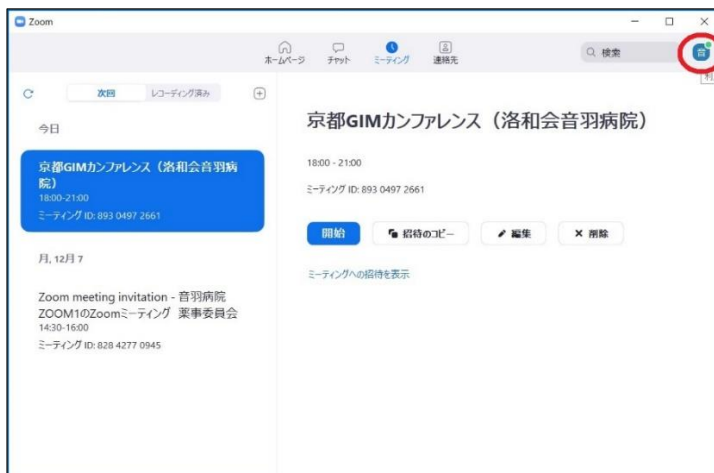 Zoom
ホームページ チャット ミーティング 連絡先
検索
音
利
次回 レコーディング済み
今日
京都GIMカンファレンス（洛和会音羽病
院）
18:00-21:00
ミーティング ID: 893 0497 2661
月, 12月 7
Zoom meeting invitation - 音羽病院
ZOOM1のZoomミーティング 薬事委員会
14:30-16:00
ミーティング ID: 828 4277 0945
京都GIMカンファレンス（洛和会音羽病院）
18:00 - 21:00
ミーティング ID: 893 0497 2661
開始 招待のコピー 編集 削除
ミーティングへの招待を表示